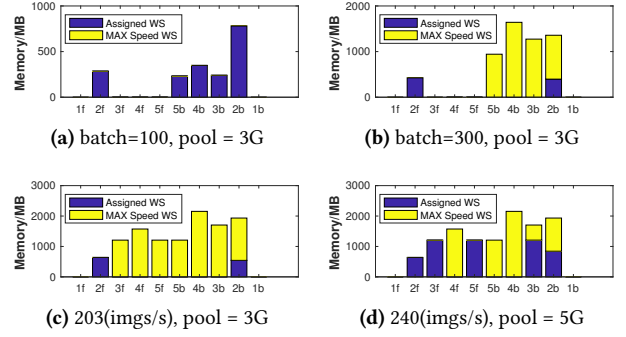 1000
500
0
Memory/MB
Assigned WS
MAX Speed WS
1f 2f 3f 4f 5f 5b 4b 3b 2b 1b
(a) batch=100, pool = 3G
2000
1000
0
Memory/MB
Assigned WS
MAX Speed WS
1f 2f 3f 4f 5f 5b 4b 3b 2b 1b
(b) batch=300, pool = 3G
3000
2000
1000
0
Memory/MB
Assigned WS
MAX Speed WS
1f 2f 3f 4f 5f 5b 4b 3b 2b 1b
(c) 203(imgs/s), pool = 3G
3000
2000
1000
0
Memory/MB
Assigned WS
MAX Speed WS
1f 2f 3f 4f 5f 5b 4b 3b 2b 1b
(d) 240(imgs/s), pool = 5G